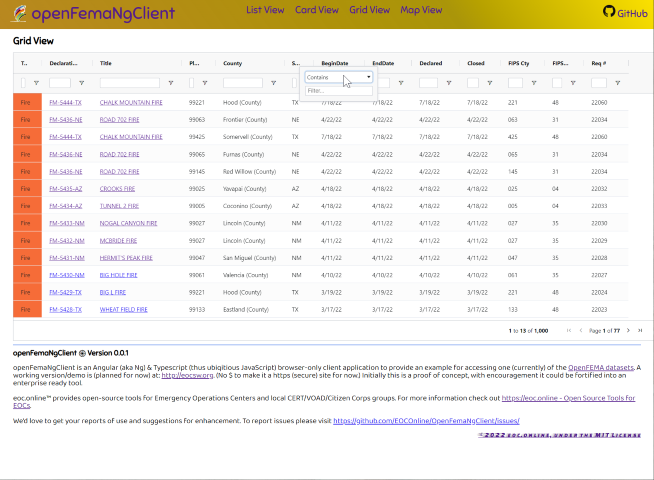 openFemaNgClient
List View Card View Grid View Map View
GitHub
Grid View
T... Declarati... Title Pl... County S... BeginDate EndDate Declared Closed FIPS Cty FIPS... Req #
Contains
Filter...
Fire FM-5444-TX CHALK MOUNTAIN FIRE 99221 Hood (County) TX 7/18/22 7/18/22 7/18/22 7/18/22 221 48 22060
Fire FM-5436-NE ROAD 702 FIRE 99063 Frontier (County) NE 4/22/22 4/22/22 4/22/22 4/22/22 063 31 22034
Fire FM-5444-TX CHALK MOUNTAIN FIRE 99425 Somervell (County) TX 7/18/22 7/18/22 7/18/22 7/18/22 425 48 22060
Fire FM-5436-NE ROAD 702 FIRE 99065 Furnas (County) NE 4/22/22 4/22/22 4/22/22 4/22/22 065 31 22034
Fire FM-5436-NE ROAD 702 FIRE 99145 Red Willow (County) NE 4/22/22 4/22/22 4/22/22 4/22/22 145 31 22034
Fire FM-5435-AZ CROOKS FIRE 99025 Yavapai (County) AZ 4/18/22 4/18/22 4/18/22 4/18/22 025 04 22032
Fire FM-5434-AZ TUNNEL 2 FIRE 99005 Coconino (County) AZ 4/18/22 4/18/22 4/18/22 4/18/22 005 04 22033
Fire FM-5433-NM NOGAL CANYON FIRE 99027 Lincoln (County) NM 4/11/22 4/11/22 4/11/22 4/11/22 027 35 22030
Fire FM-5432-NM MCBRIDE FIRE 99027 Lincoln (County) NM 4/11/22 4/11/22 4/11/22 4/11/22 027 35 22029
Fire FM-5431-NM HERMIT'S PEAK FIRE 99047 San Miguel (County) NM 4/11/22 4/11/22 4/11/22 4/11/22 047 35 22028
Fire FM-5430-NM BIG HOLE FIRE 99061 Valencia (County) NM 4/10/22 4/10/22 4/10/22 4/10/22 061 35 22027
Fire FM-5429-TX BIG L FIRE 99221 Hood (County) TX 3/19/22 3/19/22 3/19/22 3/19/22 221 48 22024
Fire FM-5428-TX WHEAT FIELD FIRE 99133 Eastland (County) TX 3/17/22 3/17/22 3/17/22 3/17/22 133 48 22023
1 to 13 of 1,000 Page 1 of 77
openFemaNgClient Version 0.0.1
openFemaNgClient is an Angular (aka Ng) & Typescript (thus ubiqitious JavaScript) browser-only client application to provide an example for accessing one (currently) of the OpenFEMA datasets. A
working version/demo is (planned for now) at: http://eocsw.org. (No $ to make it a https (secure) site for now.) Initially this is a proof of concept, with encouragement it could be fortified into an
enterprise ready tool.
eoc.online™ provides open-source tools for Emergency Operations Centers and local CERT/VOAD/Citizen Corps groups. For more information check out https://eoc.online - Open Source Tools for
EOCs.
We'd love to get your reports of use and suggestions for enhancement. To report issues please visit https://github.com/EOCOnline/OpenFemaNgClient/issues/
©2022 EOC.ONLINE, UNDER THE MIT LICENSE